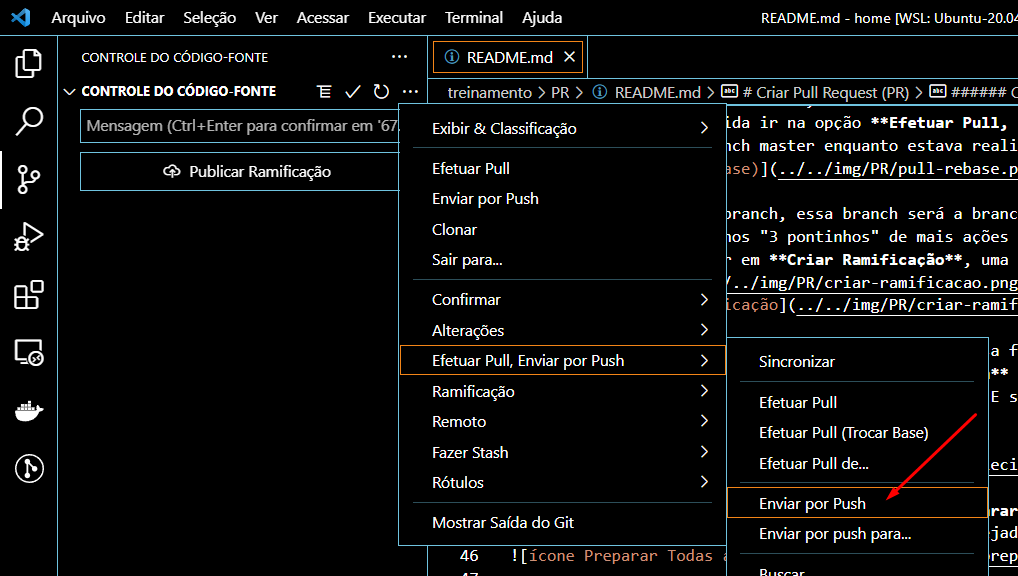 Arquivo Editar Seleção Ver Acessar Executar Terminal Ajuda README.md - home [WSL: Ubuntu-20.04
CONTROLE DO CÓDIGO-FONTE ··· README.md
CONTROLE DO CÓDIGO-FONTE ··· treinamento > PR > README.md > # Criar Pull Request (PR) > ######
Mensagem (Ctrl+Enter para confirmar em '67
Publicar Ramificação
Exibir & Classificação
Efetuar Pull
Enviar por Push
Clonar
Sair para...
Confirmar
Alterações
Efetuar Pull, Enviar por Push
Ramificação
Remoto
Fazer Stash
Rótulos
Mostrar Saída do Git
Sincronizar
Efetuar Pull
Efetuar Pull (Trocar Base)
Efetuar Pull de...
Enviar por Push
Enviar por push para...
Buscar
ida ir na opção **Efetuar Pull,
nch master enquanto estava reali
ase)](../../img/PR/pull-rebase.p
branch, essa branch será a branc
nos "3 pontinhos" de mais ações
r em **Criar Ramificação**, uma
/../img/PR/criar-ramificacao.png
icação](../../img/PR/criar-ramif
a f
**
E s
eci
rar
jad
rep
46 ![ícone Preparar Todas a
47